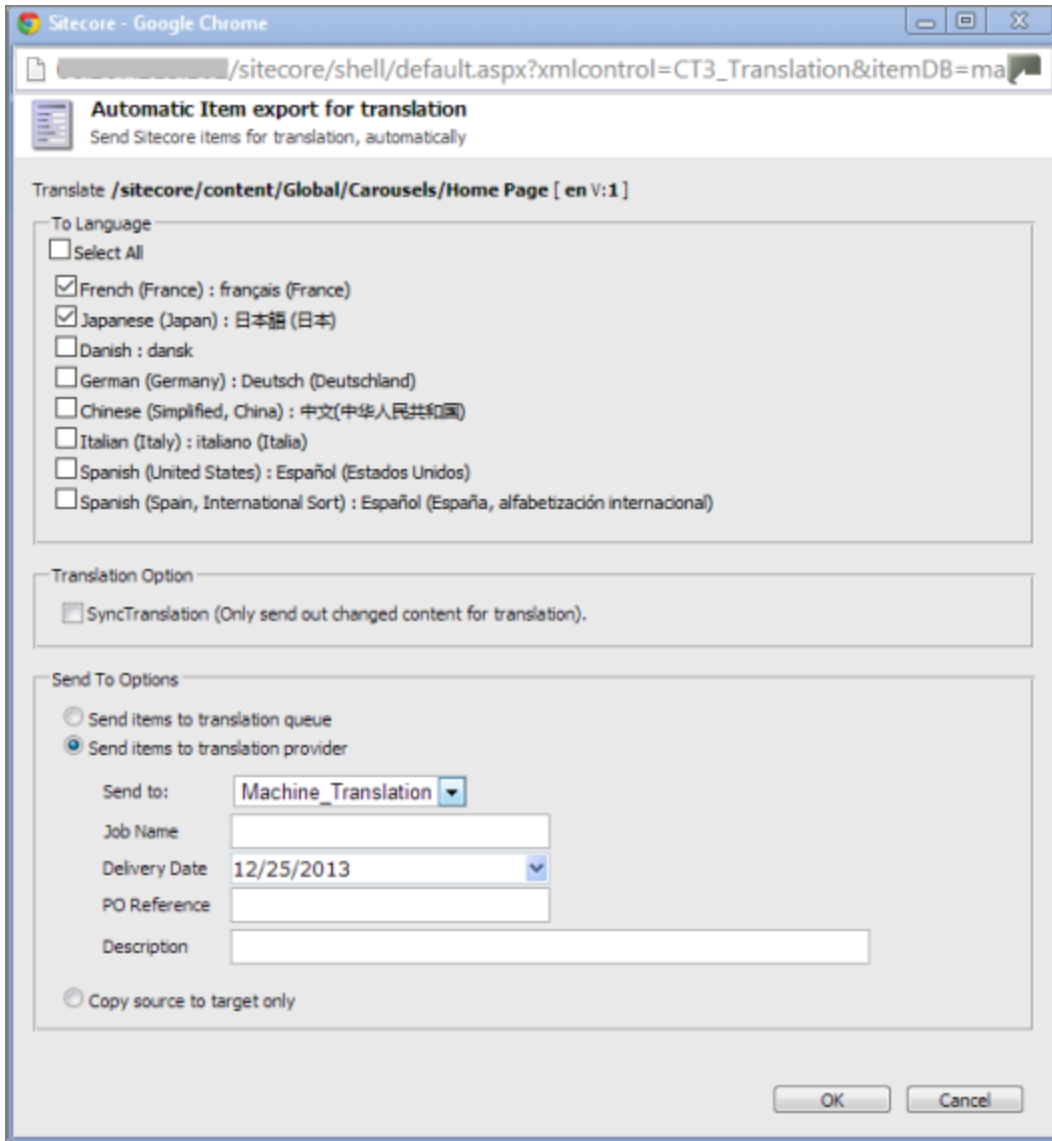 Sitecore - Google Chrome
/sitecore/shell/default.aspx?xmlcontrol=CT3_Translation&itemDB=ma
Automatic Item export for translation
Send Sitecore items for translation, automatically
Translate /sitecore/content/Global/Carousels/Home Page [ en V:1 ]
To Language
Select All
French (France) : français (France)
Japanese (Japan) : 日本語 (日本)
Danish : dansk
German (Germany) : Deutsch (Deutschland)
Chinese (Simplified, China) : 中文(中华人民共和国)
Italian (Italy) : italiano (Italia)
Spanish (United States) : Español (Estados Unidos)
Spanish (Spain, International Sort) : Español (España, alfabetización internacional)
Translation Option
SyncTranslation (Only send out changed content for translation).
Send To Options
Send items to translation queue
Send items to translation provider
Send to: Machine_Translation
Job Name
Delivery Date 12/25/2013
PO Reference
Description
Copy source to target only
OK Cancel